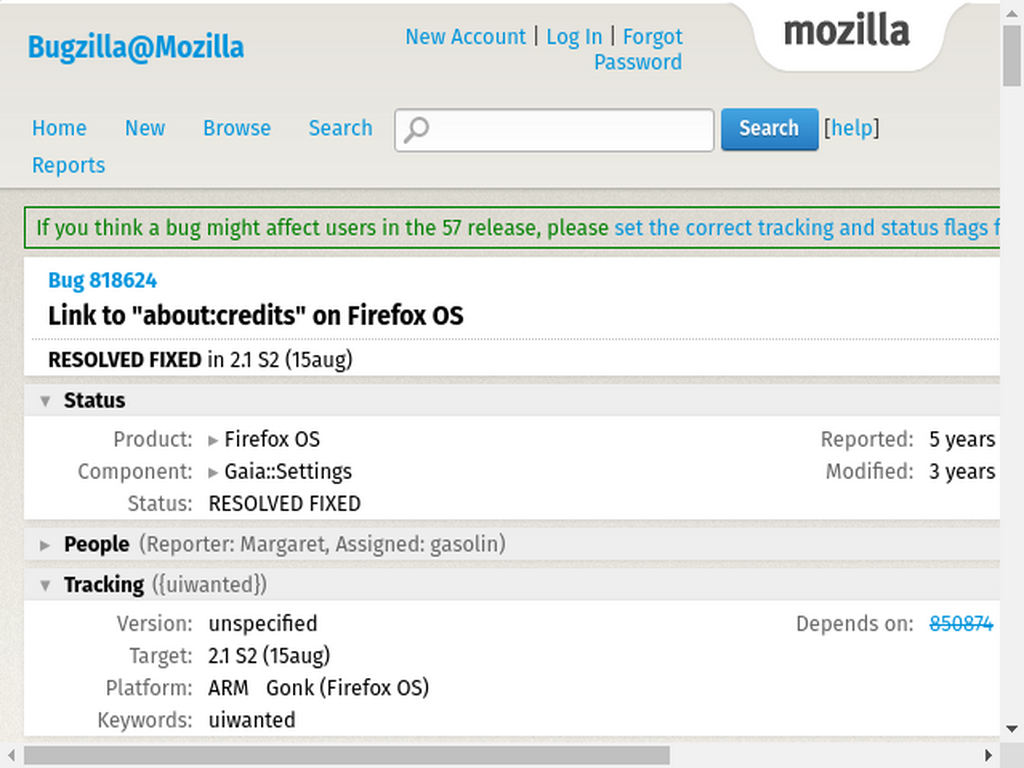 Bugzilla@Mozilla
New Account | Log In | Forgot
Password
mozilla
Home New Browse Search Search [help]
Reports
If you think a bug might affect users in the 57 release, please set the correct tracking and status flags f
Bug 818624
Link to "about:credits" on Firefox OS
RESOLVED FIXED in 2.1 S2 (15aug)
▾ Status
Product: ▸ Firefox OS Reported: 5 years
Component: ▸ Gaia::Settings Modified: 3 years
Status: RESOLVED FIXED
▸ People (Reporter: Margaret, Assigned: gasolin)
▾ Tracking ({uiwanted})
Version: unspecified Depends on: 850874
Target: 2.1 S2 (15aug)
Platform: ARM Gonk (Firefox OS)
Keywords: uiwanted